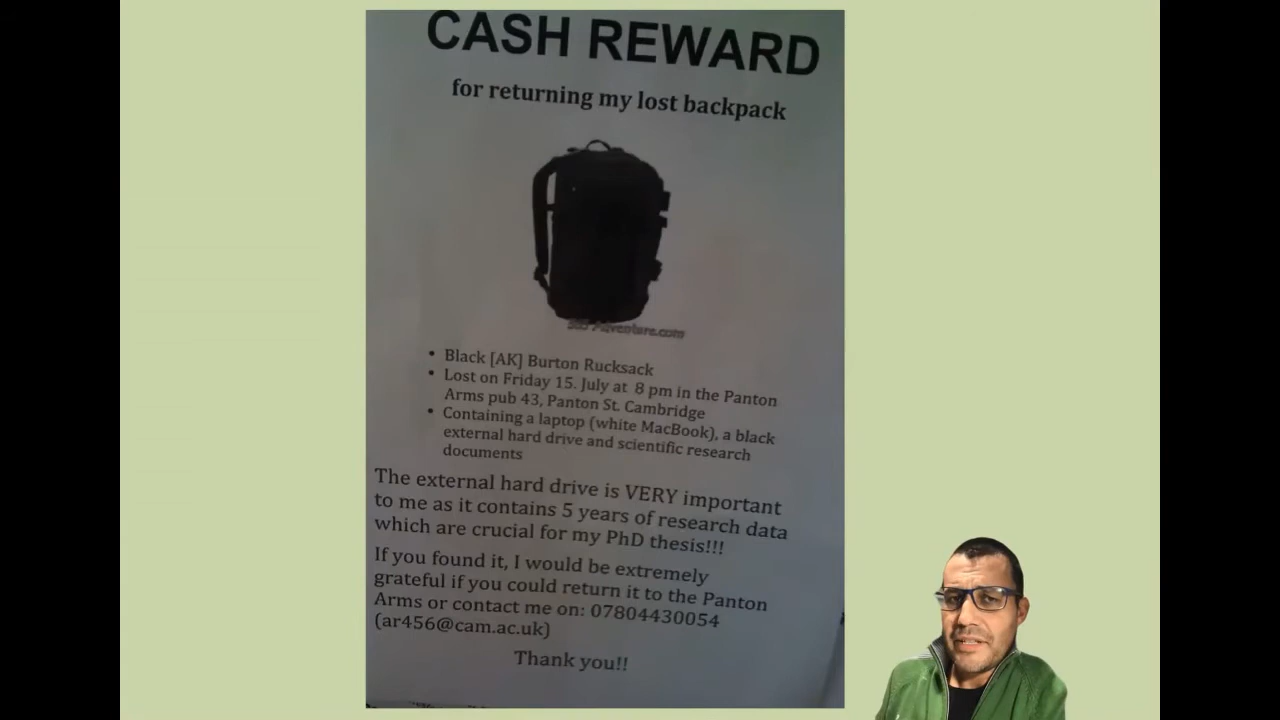 CASH REWARD
for returning my lost backpack
Adventure.com
• Black [AK] Burton Rucksack
• Lost on Friday 15. July at 8 pm in the Panton
Arms pub 43, Panton St. Cambridge
• Containing a laptop (white MacBook), a black
external hard drive and scientific research
documents
The external hard drive is VERY important
to me as it contains 5 years of research data
which are crucial for my PhD thesis!!!
If you found it, I would be extremely
grateful if you could return it to the Panton
Arms or contact me on: 07804430054
(ar456@cam.ac.uk)
Thank you!!